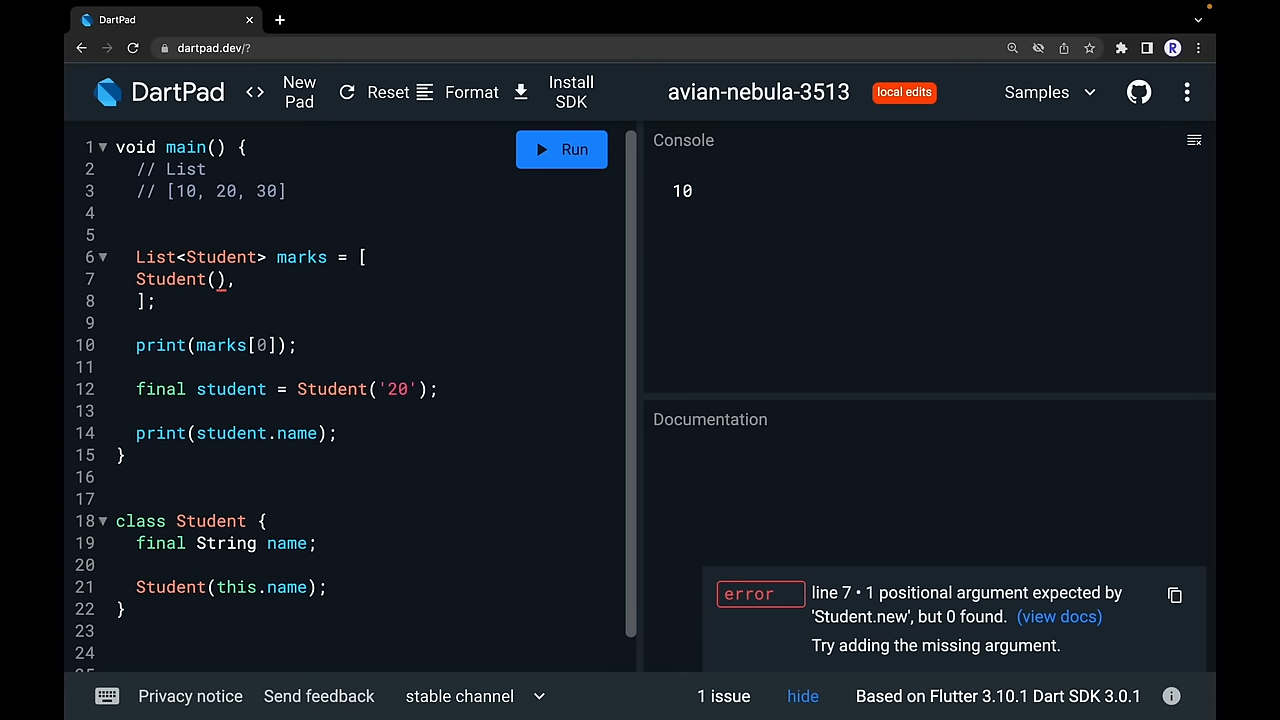 DartPad
dartpad.dev/?
R
DartPad
<> New Pad
Reset
Format
Install SDK
avian-nebula-3513
local edits
Samples
1 void main() {
2 // List
3 // [10, 20, 30]
4
5
6 List<Student> marks = [
7 Student(),
8 ];
9
10 print(marks[0]);
11
12 final student = Student('20');
13
14 print(student.name);
15 }
16
17
18 class Student {
19 final String name;
20
21 Student(this.name);
22 }
23
24
Run
Console
10
Documentation
error
line 7 • 1 positional argument expected by
'Student.new', but 0 found. (view docs)
Try adding the missing argument.
Privacy notice
Send feedback
stable channel
1 issue
hide
Based on Flutter 3.10.1 Dart SDK 3.0.1